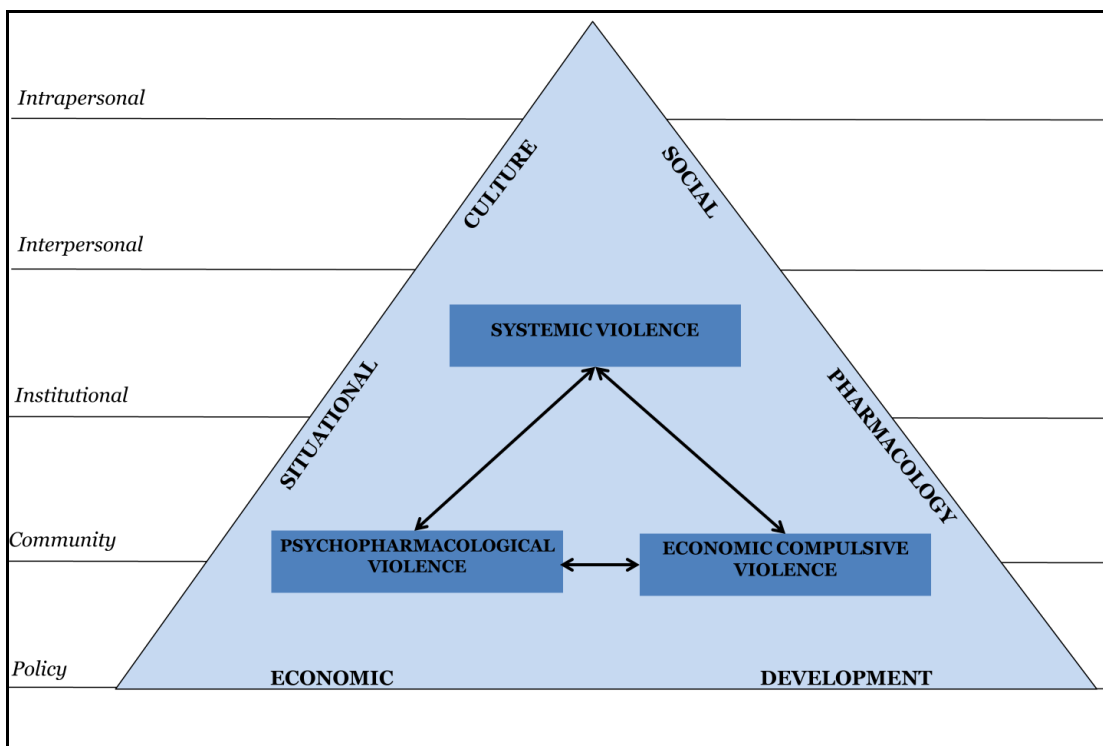 Intrapersonal
CULTURE
SOCIAL
Interpersonal
SYSTEMIC VIOLENCE
Institutional
SITUATIONAL
PHARMACOLOGY
Community
PSYCHOPHARMACOLOGICAL
VIOLENCE
ECONOMIC COMPULSIVE
VIOLENCE
Policy
ECONOMIC
DEVELOPMENT